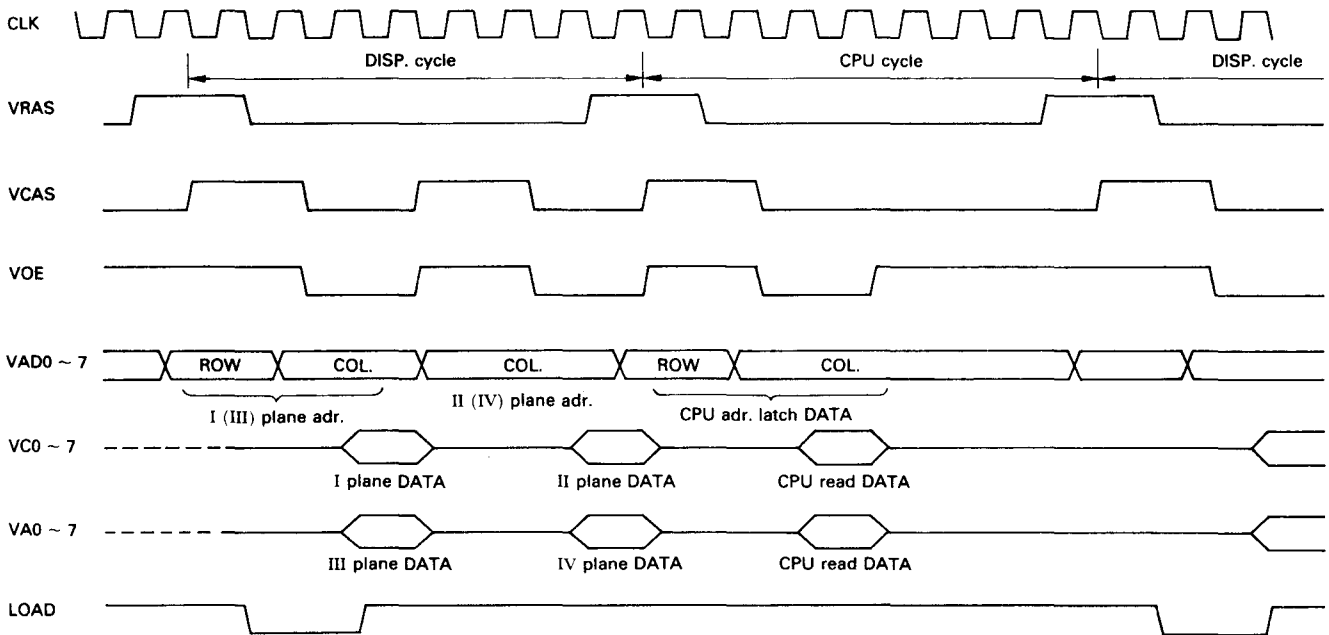 CLK
DISP. cycle CPU cycle DISP. cycle
VRAS
VCAS
VOE
VAD0 ~ 7 ROW COL. COL. ROW COL.
I (III) plane adr. II (IV) plane adr. CPU adr. latch DATA
VC0 ~ 7
I plane DATA II plane DATA CPU read DATA
VA0 ~ 7
III plane DATA IV plane DATA CPU read DATA
LOAD